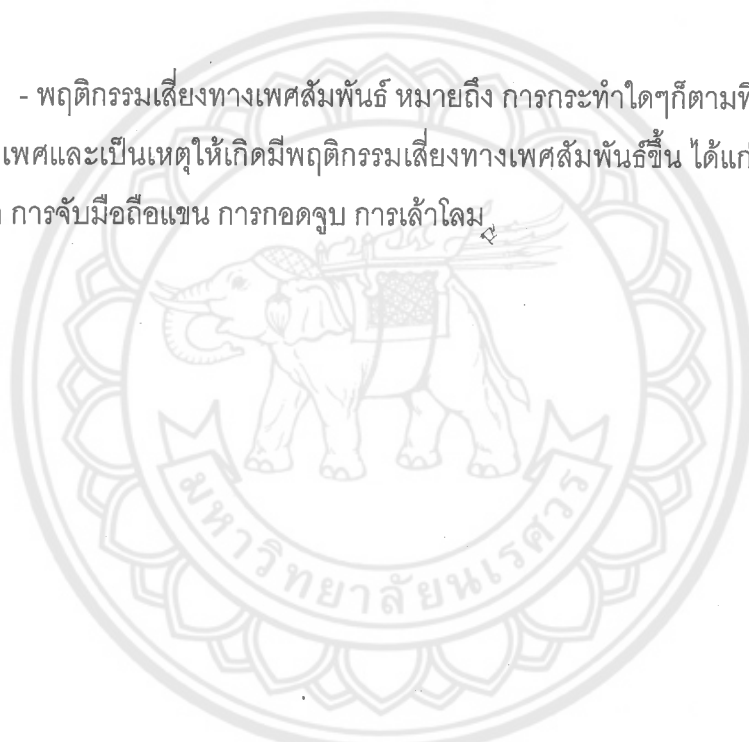 - พฤติกรรมเสี่ยงทางเพศสัมพันธ์ หมายถึง การกระทำใดๆก็ตามที่
เพศและเป็นเหตุให้เกิดมีพฤติกรรมเสี่ยงทางเพศสัมพันธ์ขึ้น ได้แก่
การจับมือถือแขน การกอดจูบ การเล้าโลม
มหาวิทยาลัยนเรศวร